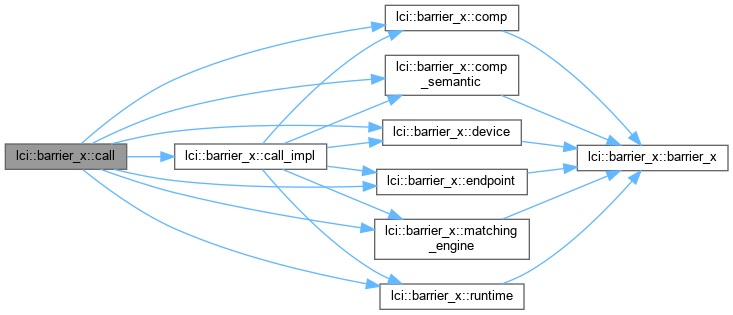 lci::barrier_x::call
lci::barrier_x::call_impl
lci::barrier_x::comp
lci::barrier_x::comp
_semantic
lci::barrier_x::device
lci::barrier_x::endpoint
lci::barrier_x::matching
_engine
lci::barrier_x::runtime
lci::barrier_x::barrier_x